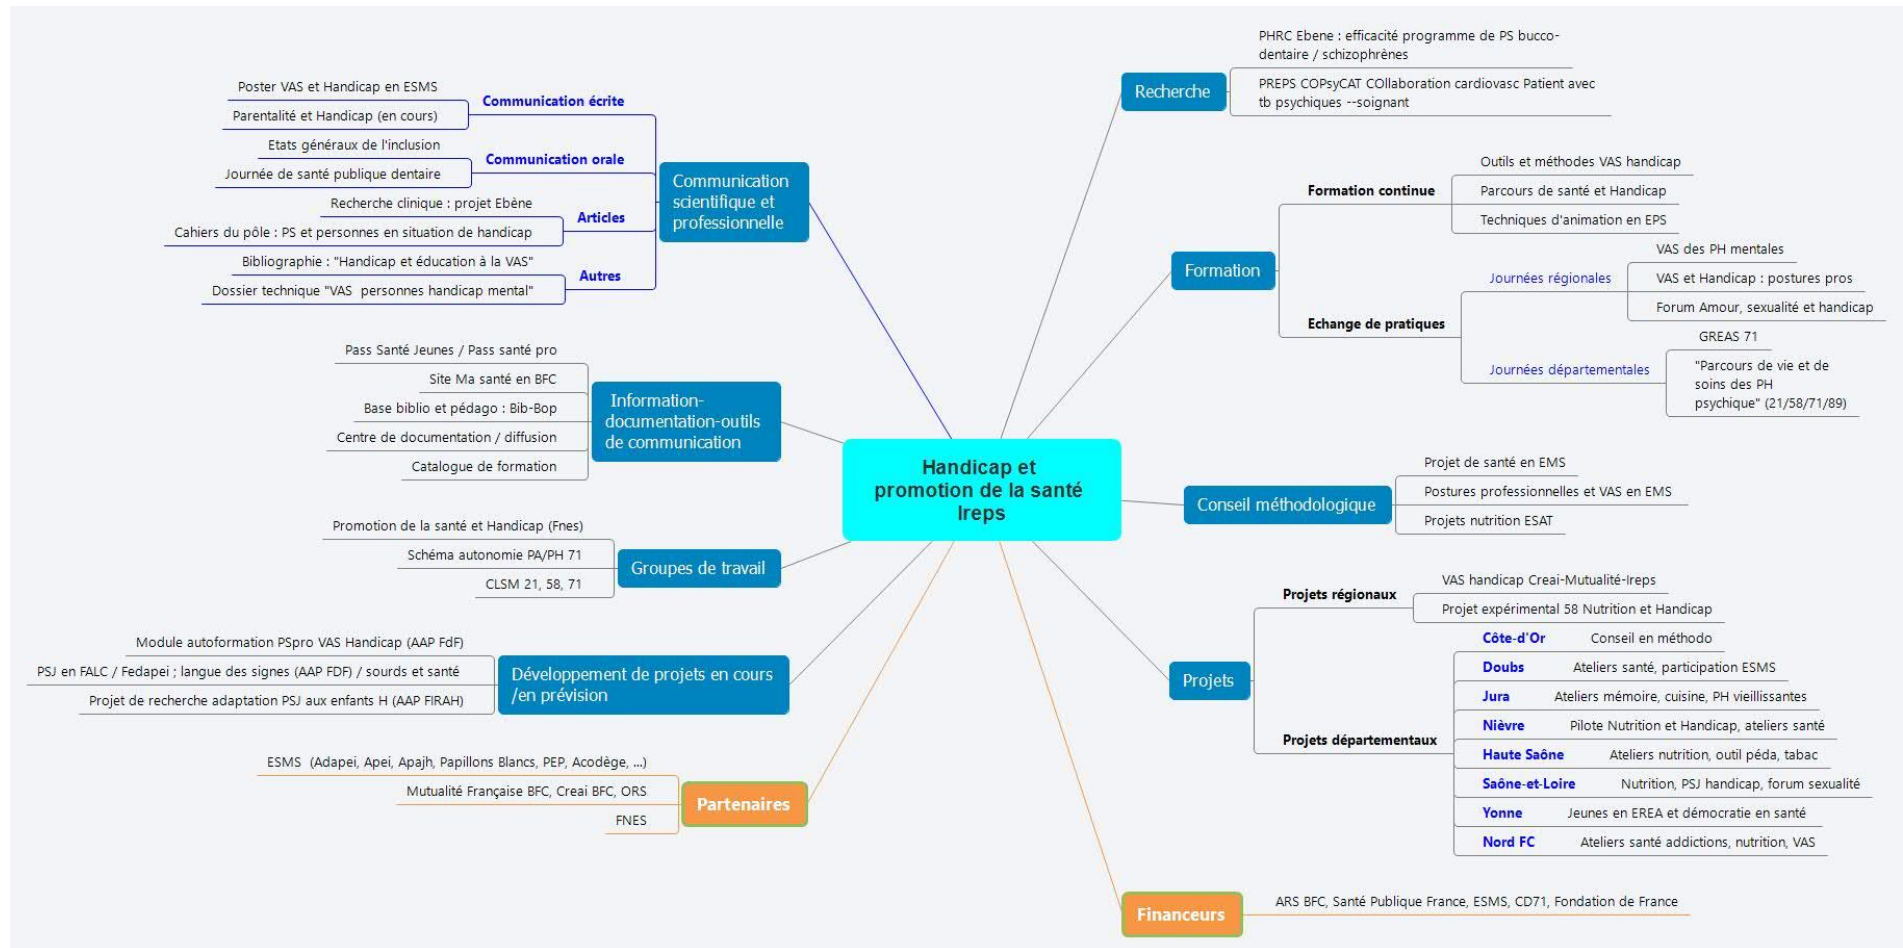 Handicap et
promotion de la santé
Ireps
Communication
scientifique et
professionnelle
Communication écrite
Poster VAS et Handicap en ESMS
Parentalité et Handicap (en cours)
Communication orale
Etats généraux de l'inclusion
Journée de santé publique dentaire
Articles
Recherche clinique : projet Ebène
Cahiers du pôle : PS et personnes en situation de handicap
Autres
Bibliographie : "Handicap et éducation à la VAS"
Dossier technique "VAS personnes handicap mental"
Information-
documentation-outils
de communication
Pass Santé Jeunes / Pass santé pro
Site Ma santé en BFC
Base biblio et pédago : Bib-Bop
Centre de documentation / diffusion
Catalogue de formation
Groupes de travail
Promotion de la santé et Handicap (Fnes)
Schéma autonomie PA/PH 71
CLSM 21, 58, 71
Développement de projets en cours
/en prévision
Module autoformation PSpro VAS Handicap (AAP FdF)
PSJ en FALC / Fedapei ; langue des signes (AAP FDF) / sourds et santé
Projet de recherche adaptation PSJ aux enfants H (AAP FIRAH)
Partenaires
ESMS (Adapei, Apei, Apajh, Papillons Blancs, PEP, Acodège, ...)
Mutualité Française BFC, Creai BFC, ORS
FNES
Recherche
PHRC Ebene : efficacité programme de PS bucco-
dentaire / schizophrènes
PREPS COPsyCAT COllaboration cardiovasc Patient avec
tb psychiques --soignant
Formation
Formation continue
Outils et méthodes VAS handicap
Parcours de santé et Handicap
Techniques d'animation en EPS
Echange de pratiques
Journées régionales
VAS des PH mentales
VAS et Handicap : postures pros
Forum Amour, sexualité et handicap
Journées départementales
GREAS 71
"Parcours de vie et de
soins des PH
psychique" (21/58/71/89)
Conseil méthodologique
Projet de santé en EMS
Postures professionnelles et VAS en EMS
Projets nutrition ESAT
Projets
Projets régionaux
VAS handicap Creai-Mutualité-Ireps
Projet expérimental 58 Nutrition et Handicap
Projets départementaux
Côte-d'Or Conseil en méthodo
Doubs Ateliers santé, participation ESMS
Jura Ateliers mémoire, cuisine, PH vieillissantes
Nièvre Pilote Nutrition et Handicap, ateliers santé
Haute Saône Ateliers nutrition, outil péda, tabac
Saône-et-Loire Nutrition, PSJ handicap, forum sexualité
Yonne Jeunes en EREA et démocratie en santé
Nord FC Ateliers santé addictions, nutrition, VAS
Financeurs
ARS BFC, Santé Publique France, ESMS, CD71, Fondation de France